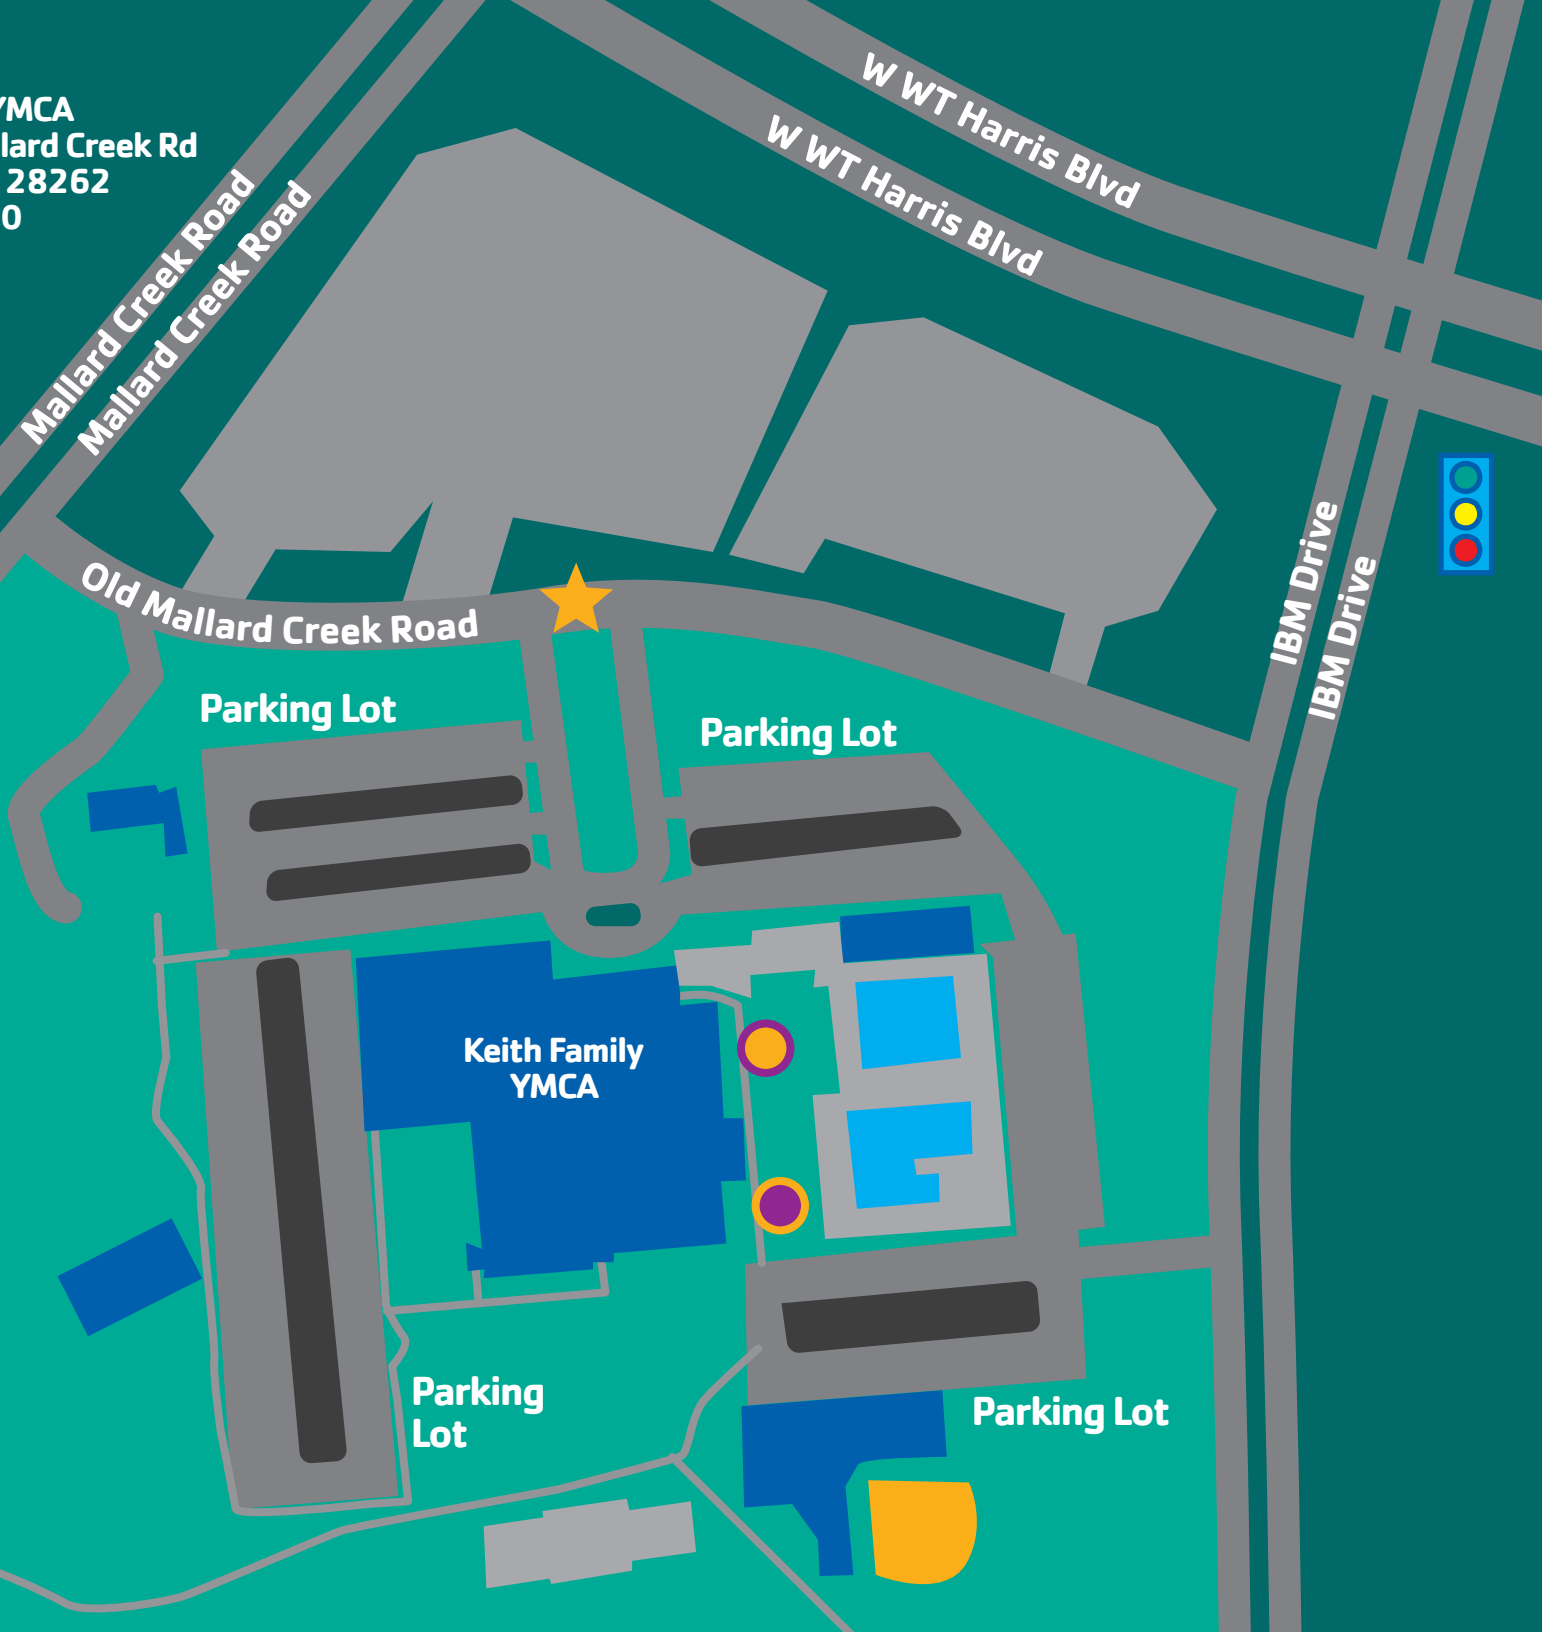 YMCA
lard Creek Rd
28262
0
W WT Harris Blvd
W WT Harris Blvd
Mallard Creek Road
Mallard Creek Road
Old Mallard Creek Road
IBM Drive
IBM Drive
Parking Lot
Parking Lot
Keith Family
YMCA
Parking
Lot
Parking Lot